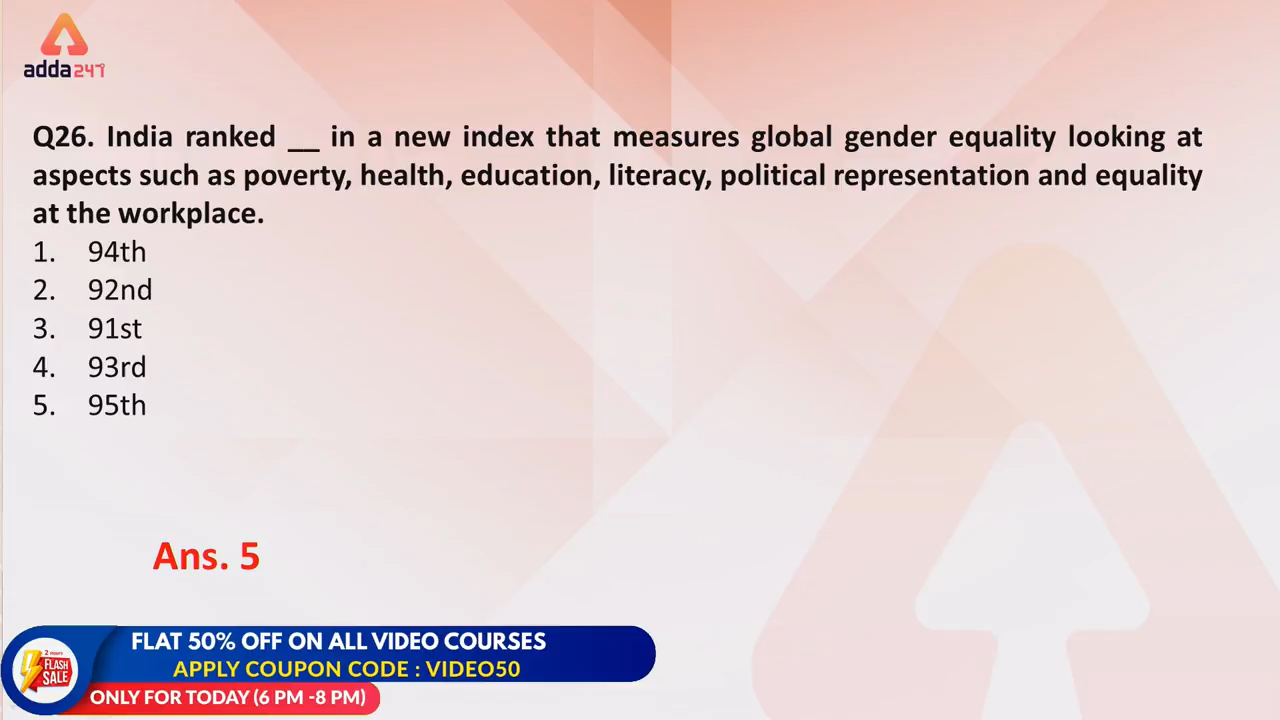 adda247
Q26. India ranked __ in a new index that measures global gender equality looking at
aspects such as poverty, health, education, literacy, political representation and equality
at the workplace.
1. 94th
2. 92nd
3. 91st
4. 93rd
5. 95th
Ans. 5
FLAT 50% OFF ON ALL VIDEO COURSES
APPLY COUPON CODE : VIDEO50
2 HOURS
FLASH
SALE
ONLY FOR TODAY (6 PM -8 PM)